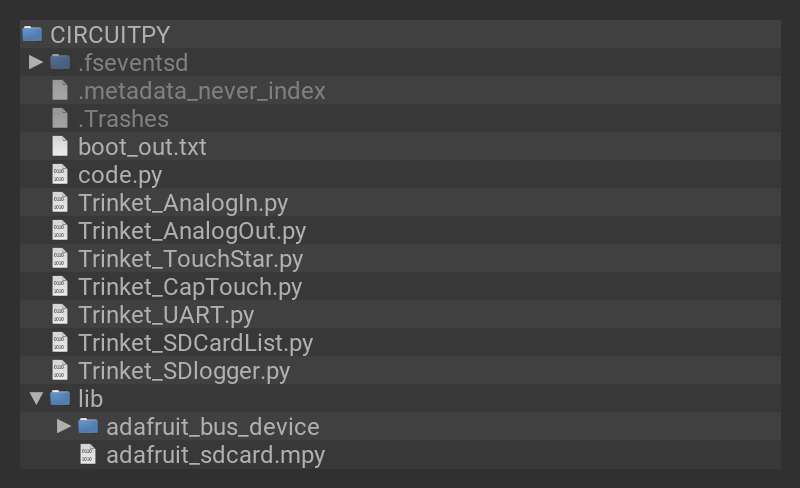 CIRCUITPY
.fseventsd
.metadata_never_index
.Trashes
boot_out.txt
code.py
Trinket_AnalogIn.py
Trinket_AnalogOut.py
Trinket_TouchStar.py
Trinket_CapTouch.py
Trinket_UART.py
Trinket_SDCardList.py
Trinket_SDlogger.py
lib
adafruit_bus_device
adafruit_sdcard.mpy